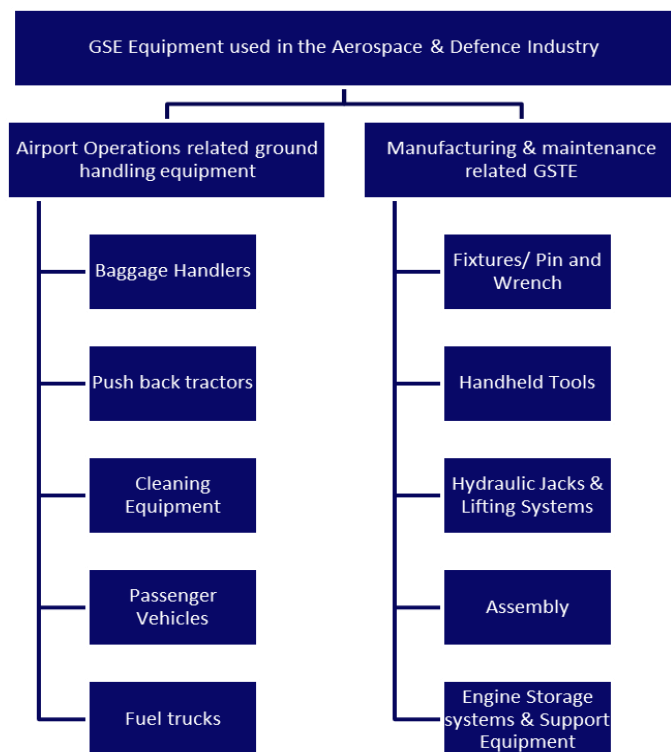 GSE Equipment used in the Aerospace & Defence Industry
Airport Operations related ground
handling equipment
Baggage Handlers
Push back tractors
Cleaning
Equipment
Passenger
Vehicles
Fuel trucks
Manufacturing & maintenance
related GSTE
Fixtures/ Pin and
Wrench
Handheld Tools
Hydraulic Jacks &
Lifting Systems
Assembly
Engine Storage
systems & Support
Equipment